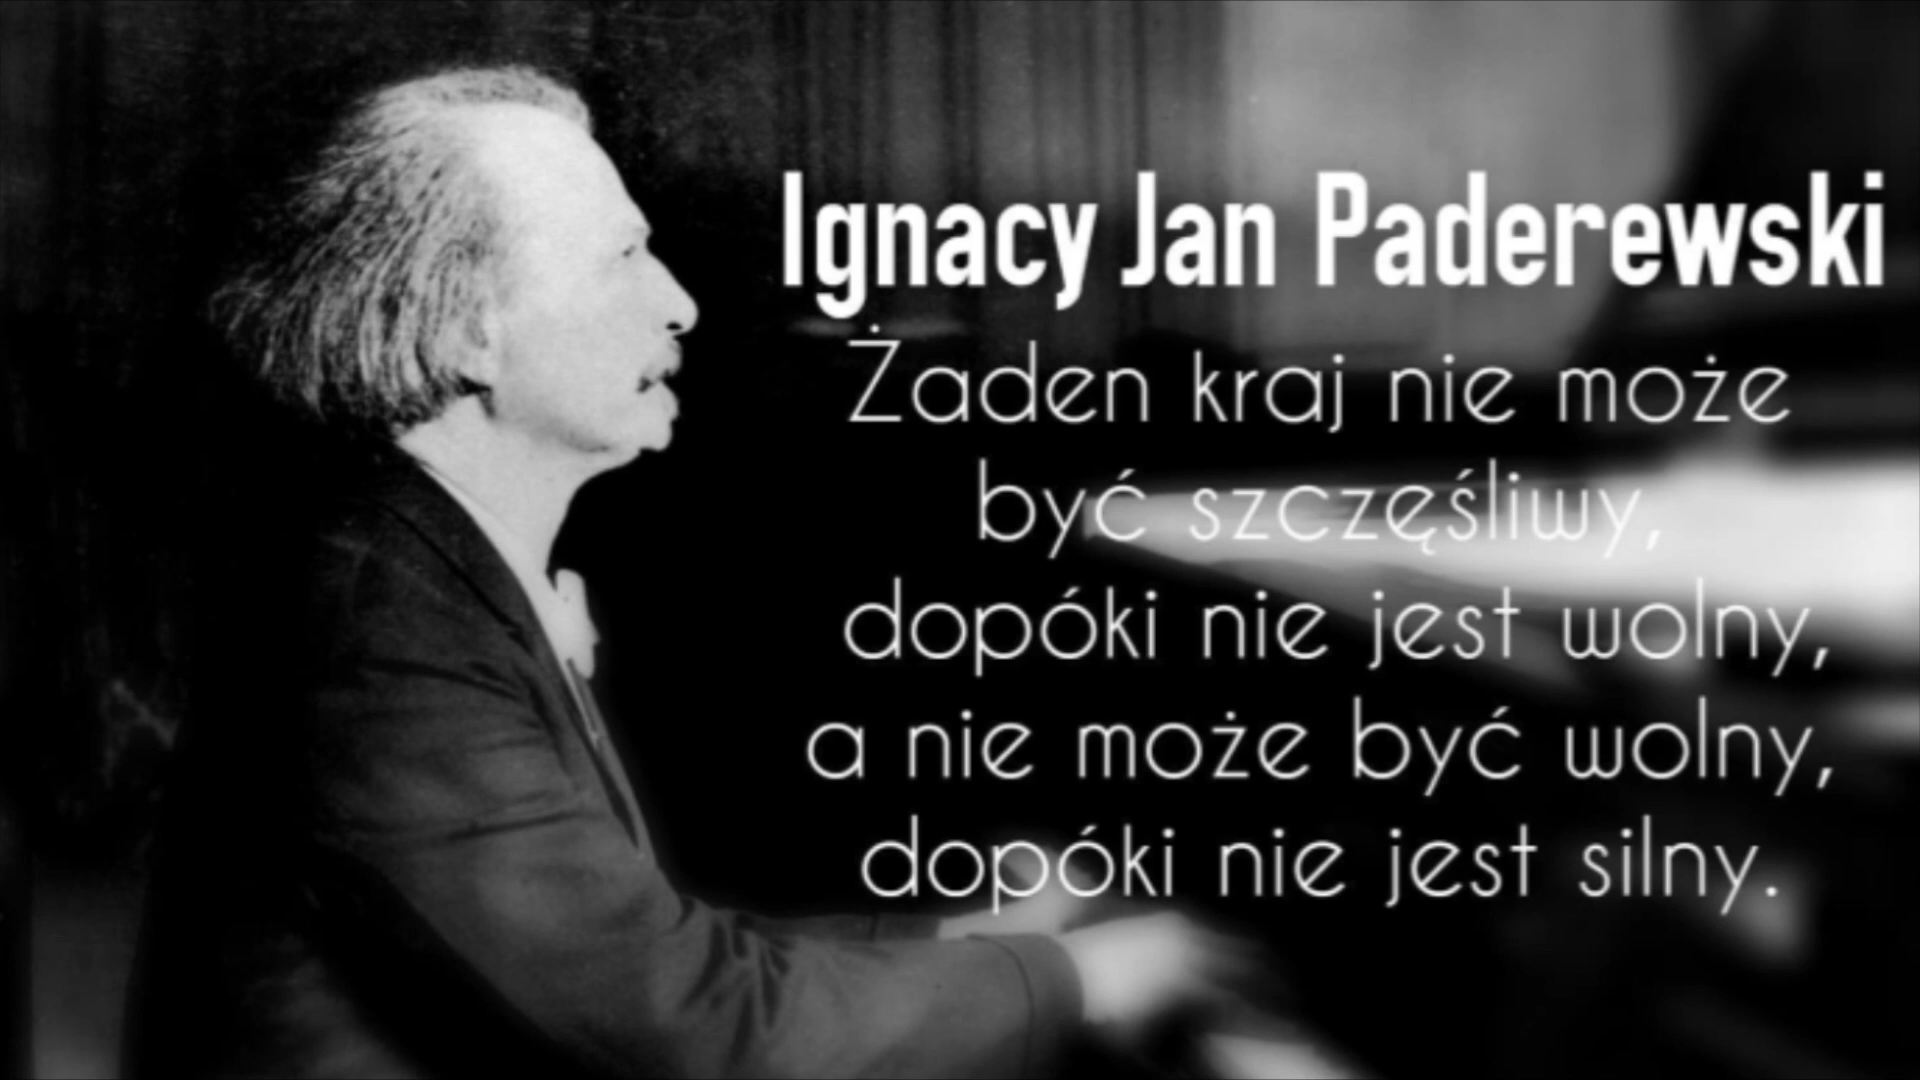 Ignacy Jan Paderewski
Żaden kraj nie może
być szczęśliwy,
dopóki nie jest wolny,
a nie może być wolny,
dopóki nie jest silny.